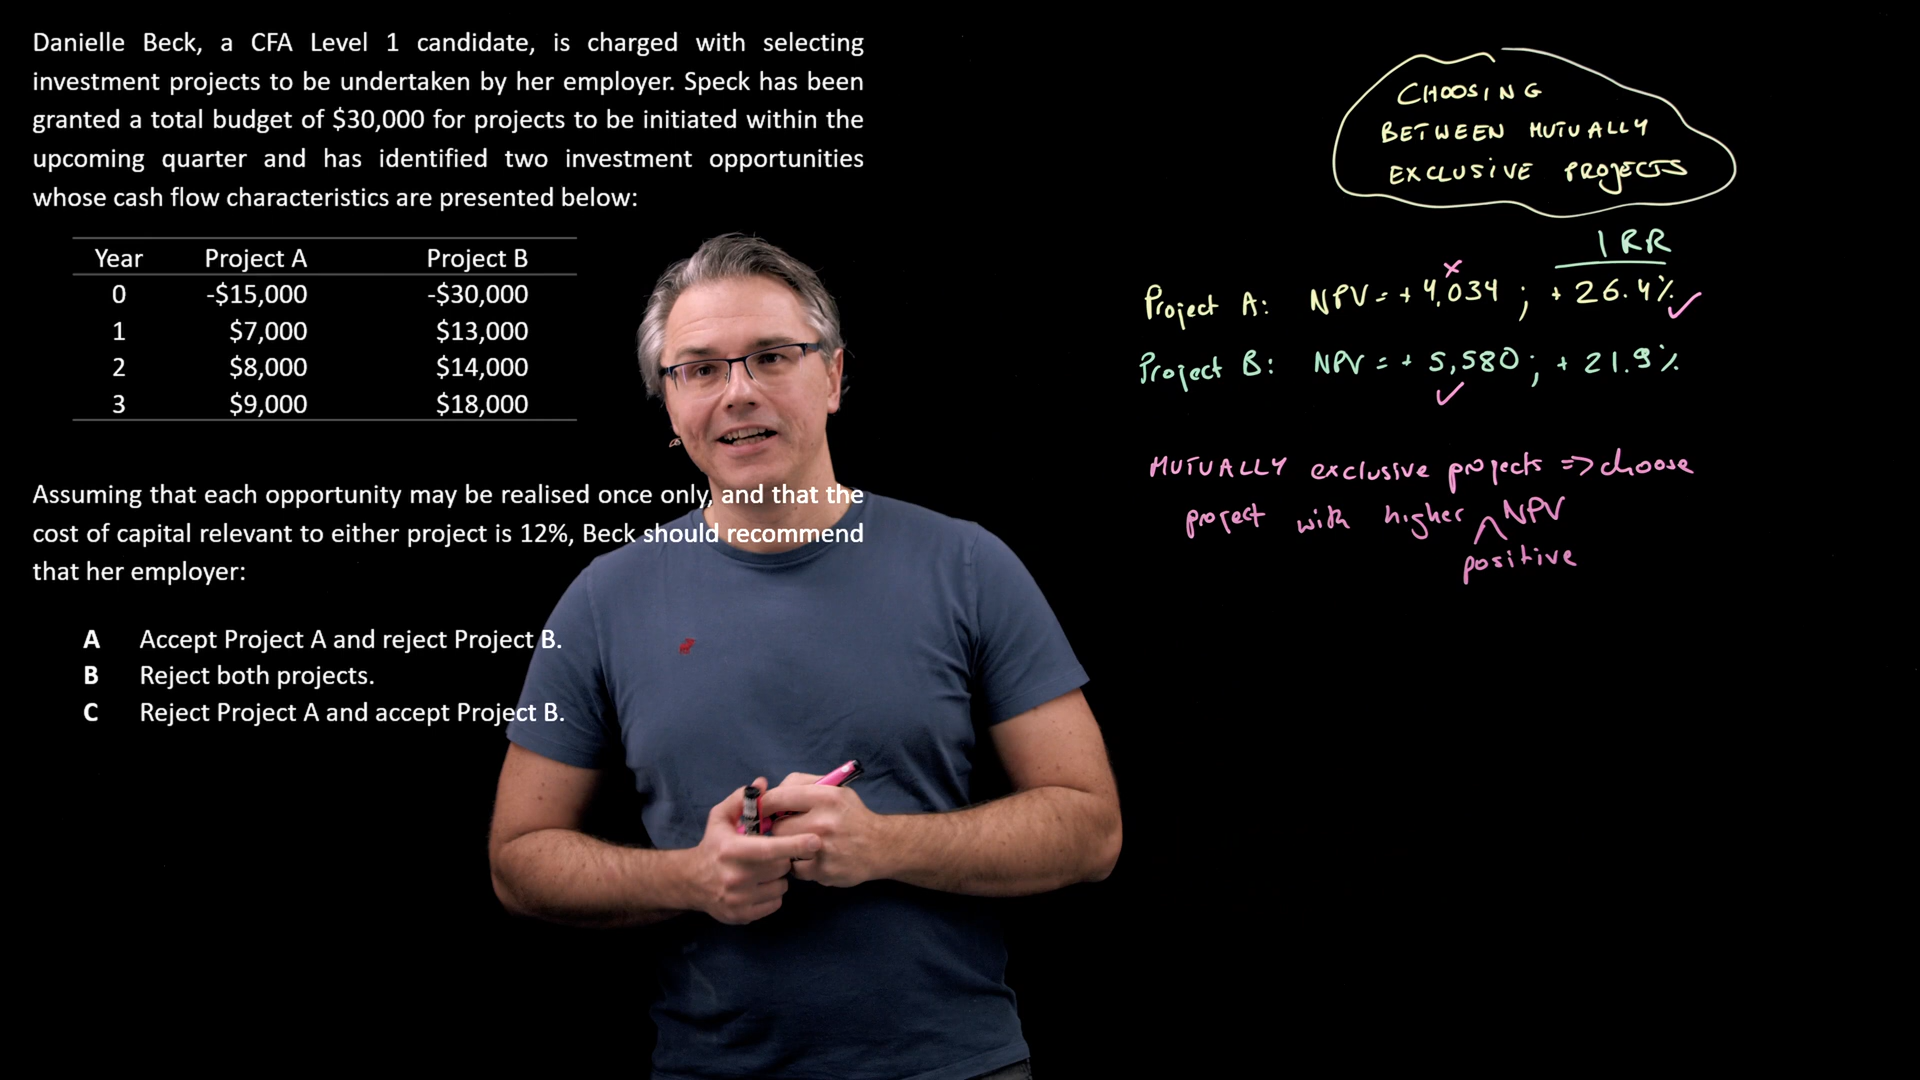 Danielle Beck, a CFA Level 1 candidate, is charged with selecting
investment projects to be undertaken by her employer. Speck has been
granted a total budget of $30,000 for projects to be initiated within the
upcoming quarter and has identified two investment opportunities
whose cash flow characteristics are presented below:
Year Project A Project B
0 -$15,000 -$30,000
1 $7,000 $13,000
2 $8,000 $14,000
3 $9,000 $18,000
Assuming that each opportunity may be realised once only, and that the
cost of capital relevant to either project is 12%, Beck should recommend
that her employer:
A Accept Project A and reject Project B.
B Reject both projects.
C Reject Project A and accept Project B.
CHOOSING
BETWEEN MUTUALLY
EXCLUSIVE PROJECTS
IRR
Project A: NPV = + 4,034 ; + 26.4%
Project B: NPV = + 5,580 ; + 21.9%
MUTUALLY exclusive projects => choose
project with higher NPV
positive